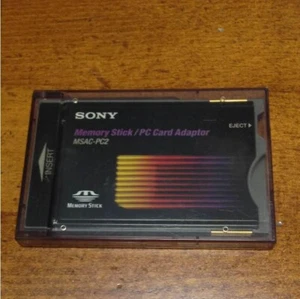 SONY
Memory Stick / PC Card Adaptor
MSAC-PC2
EJECT
INSERT
MEMORY STICK